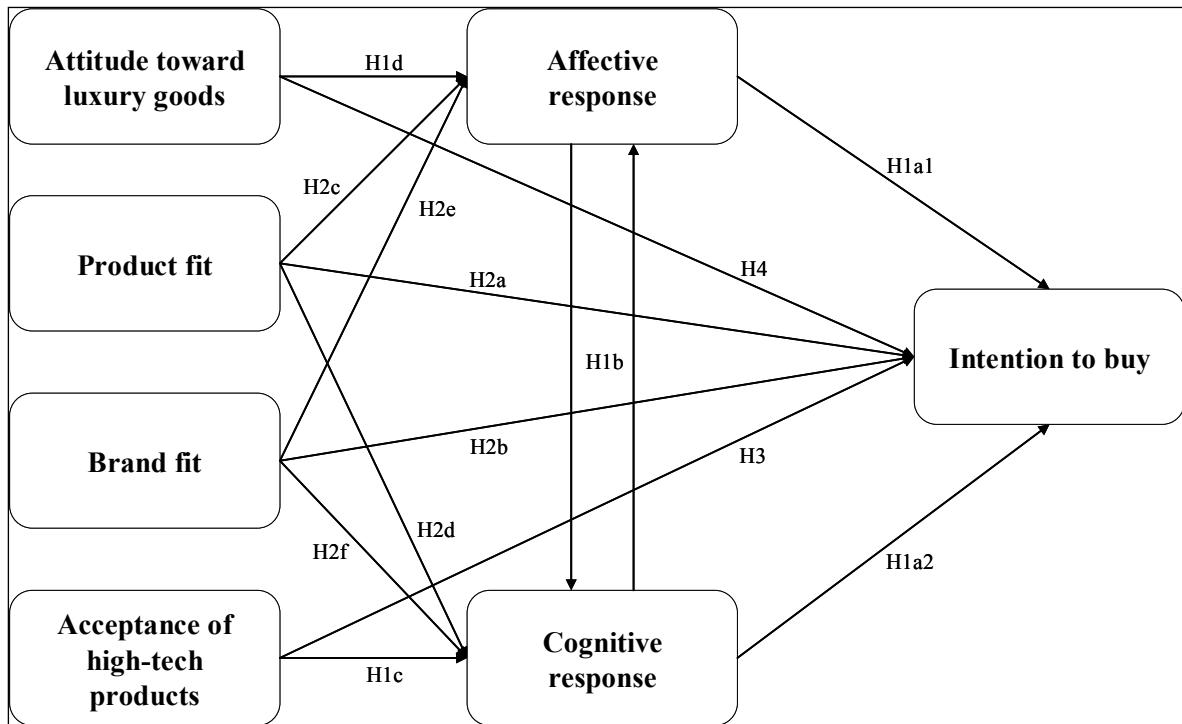 Attitude toward
luxury goods
H1d
Affective
response
H2c
H2e
H1a1
Product fit
H2a
H4
H1b
Intention to buy
Brand fit
H2b
H3
H2f
H2d
H1a2
Acceptance of
high-tech
products
H1c
Cognitive
response